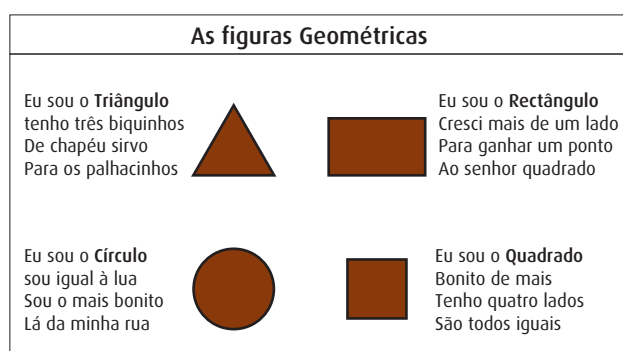 As figuras Geométricas
Eu sou o Triângulo
tenho três biquinhos
De chapéu sirvo
Para os palhacinhos
Eu sou o Rectângulo
Cresci mais de um lado
Para ganhar um ponto
Ao senhor quadrado
Eu sou o Círculo
sou igual à lua
Sou o mais bonito
Lá da minha rua
Eu sou o Quadrado
Bonito de mais
Tenho quatro lados
São todos iguais